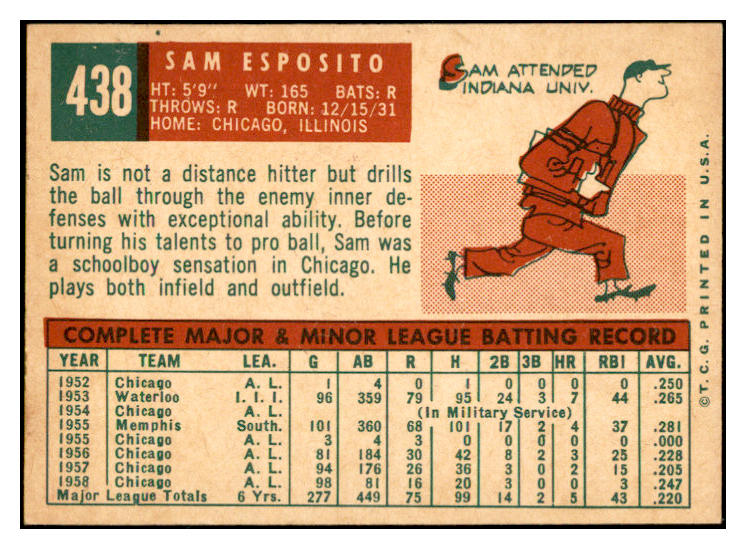 438
SAM ESPOSITO
HT: 5'9" WT: 165 BATS: R
THROWS: R BORN: 12/15/31
HOME: CHICAGO, ILLINOIS
SAM ATTENDED
INDIANA UNIV.
Sam is not a distance hitter but drills
the ball through the enemy inner de-
fenses with exceptional ability. Before
turning his talents to pro ball, Sam was
a schoolboy sensation in Chicago. He
plays both infield and outfield.
COMPLETE MAJOR & MINOR LEAGUE BATTING RECORD
YEAR TEAM LEA. G AB R H 2B 3B HR RBI AVG.
1952 Chicago A. L. 1 4 0 1 0 0 0 0 .250
1953 Waterloo I. I. I. 96 359 79 95 24 3 7 44 .265
1954 Chicago A. L. (In Military Service)
1955 Memphis South. 101 360 68 101 17 2 4 37 .281
1955 Chicago A. L. 3 4 3 0 0 0 0 0 .000
1956 Chicago A. L. 81 184 30 42 8 2 3 25 .228
1957 Chicago A. L. 94 176 26 36 3 0 2 15 .205
1958 Chicago A. L. 98 81 16 20 3 0 0 3 .247
Major League Totals 6 Yrs. 277 449 75 99 14 2 5 43 .220
© T. C. G. PRINTED IN U. S. A.